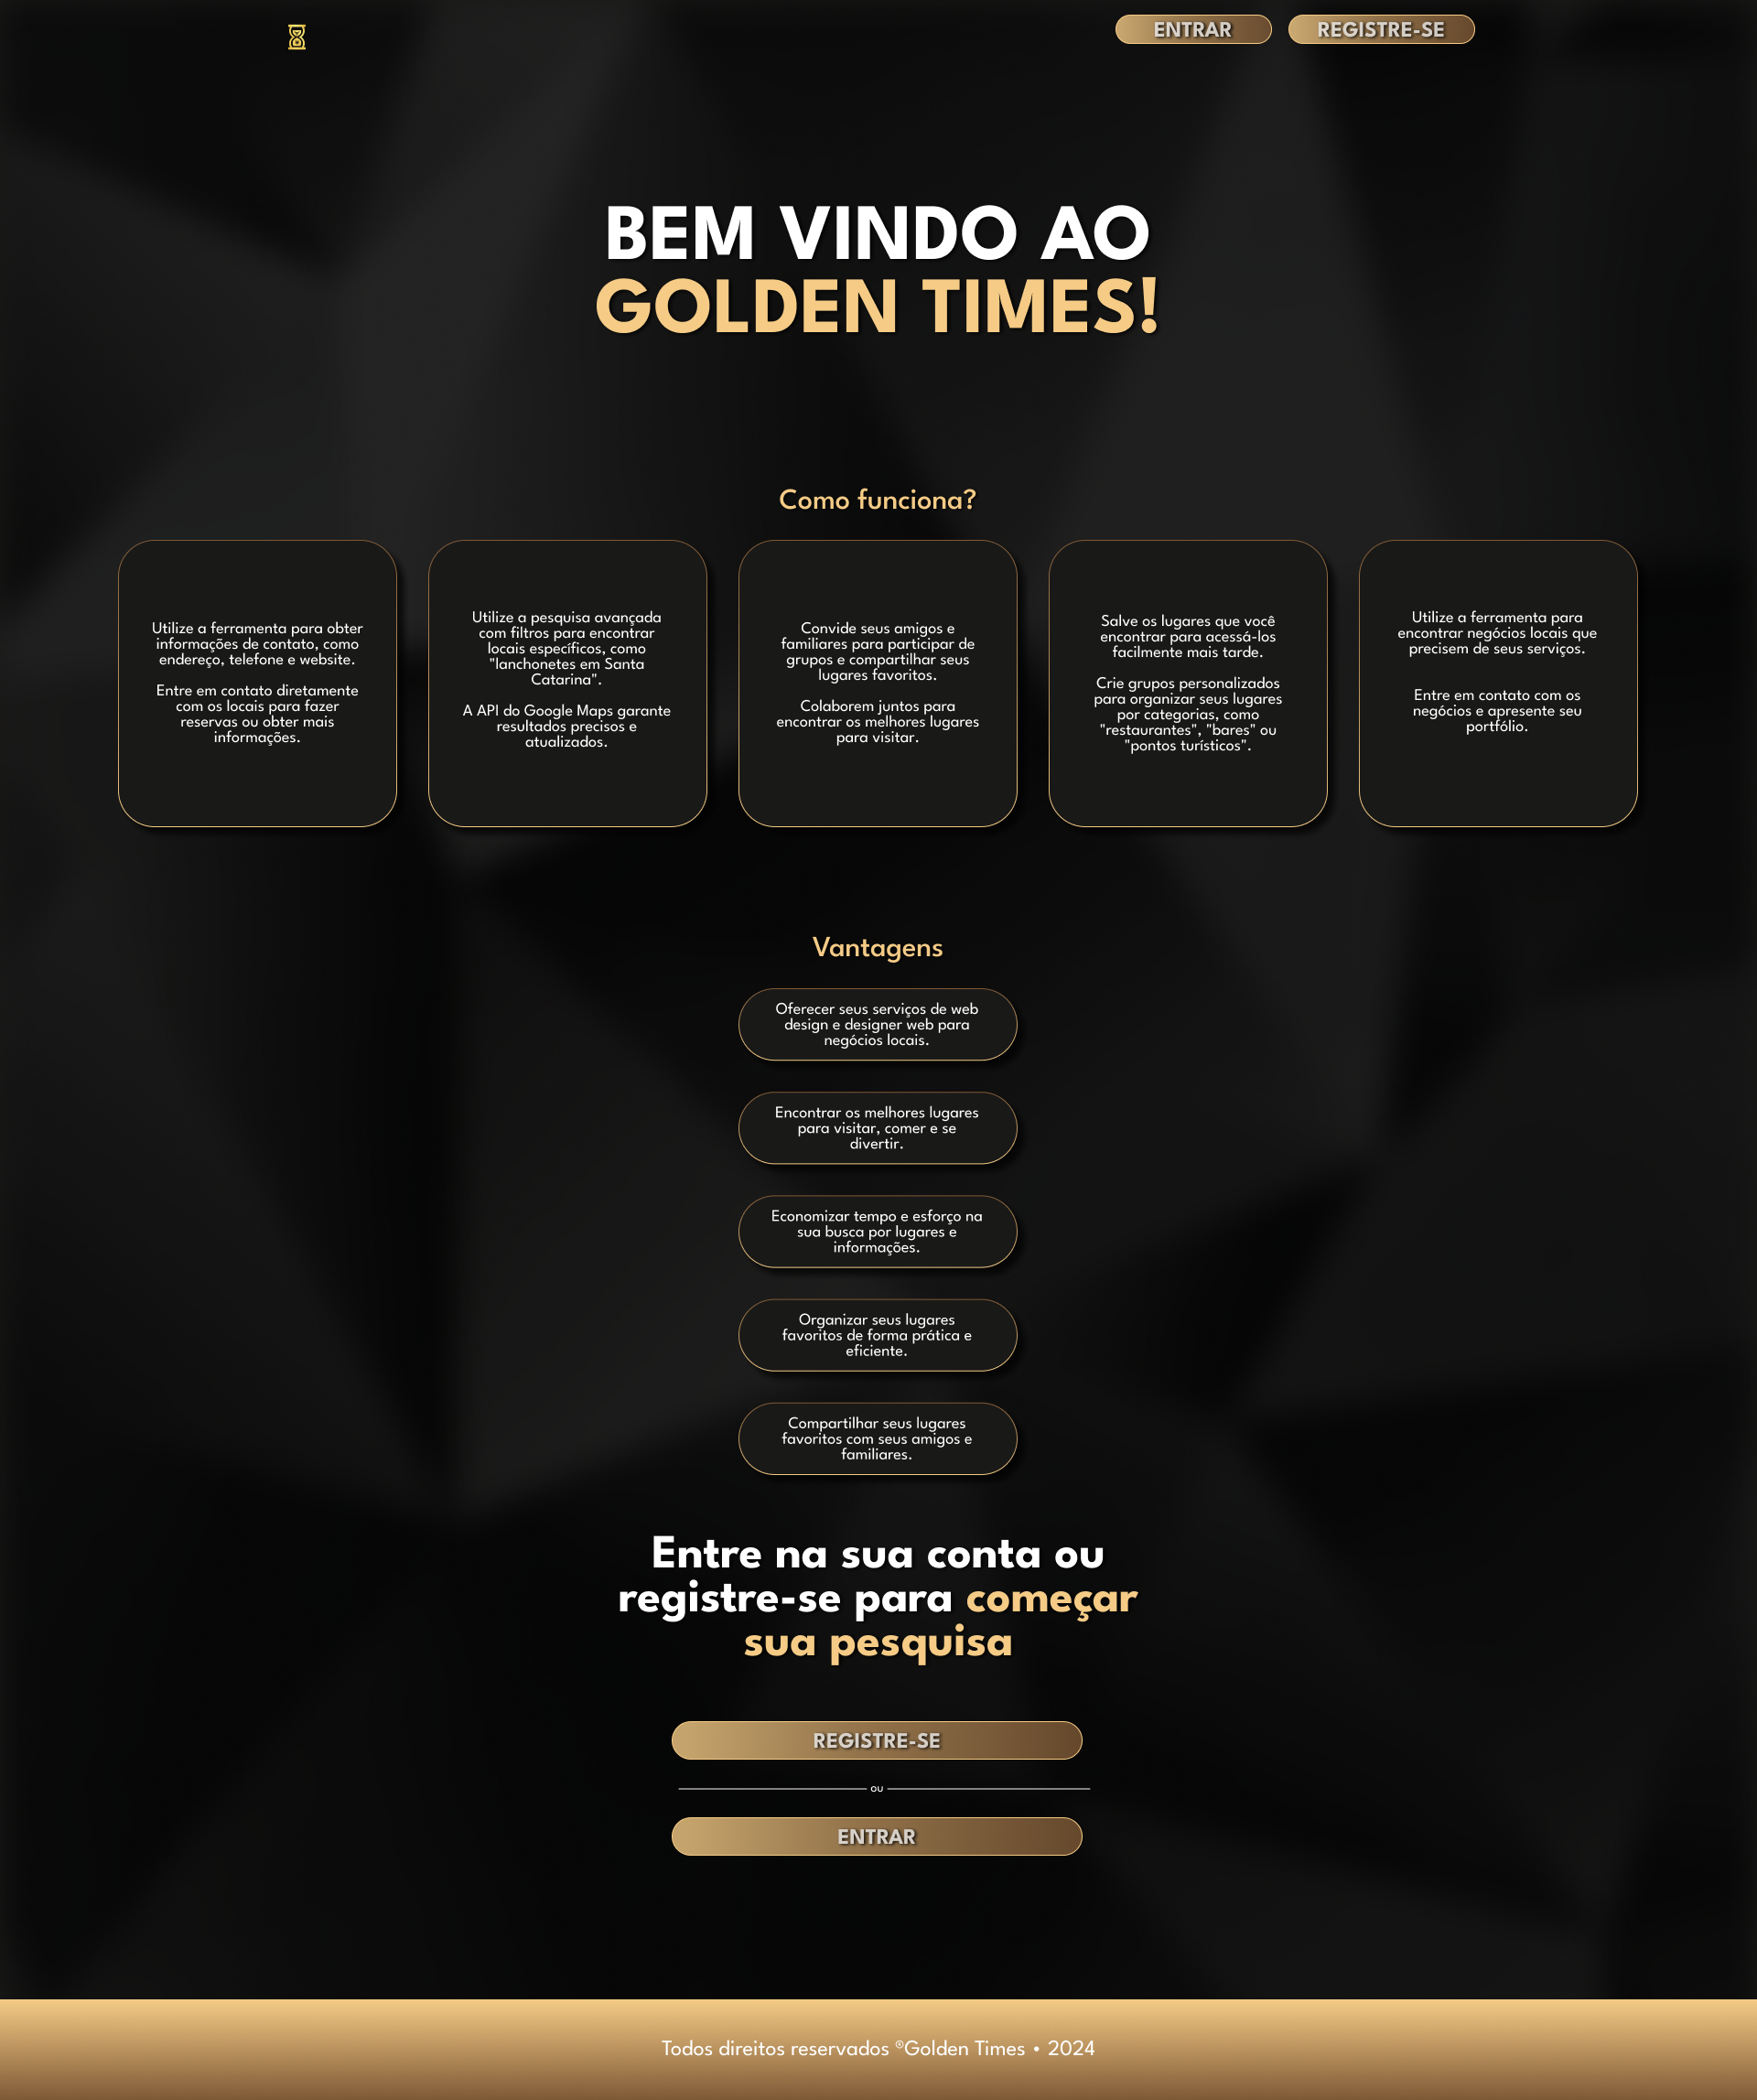 ENTRAR
REGISTRE-SE
BEM VINDO AO
GOLDEN TIMES!
Como funciona?
Utilize a ferramenta para obter
informações de contato, como
endereço, telefone e website.
Entre em contato diretamente
com os locais para fazer
reservas ou obter mais
informações.
Utilize a pesquisa avançada
com filtros para encontrar
locais específicos, como
"lanchonetes em Santa
Catarina".
A API do Google Maps garante
resultados precisos e
atualizados.
Convide seus amigos e
familiares para participar de
grupos e compartilhar seus
lugares favoritos.
Colaborem juntos para
encontrar os melhores lugares
para visitar.
Salve os lugares que você
encontrar para acessá-los
facilmente mais tarde.
Crie grupos personalizados
para organizar seus lugares
por categorias, como
"restaurantes", "bares" ou
"pontos turísticos".
Utilize a ferramenta para
encontrar negócios locais que
precisem de seus serviços.
Entre em contato com os
negócios e apresente seu
portfólio.
Vantagens
Oferecer seus serviços de web
design e designer web para
negócios locais.
Encontrar os melhores lugares
para visitar, comer e se
divertir.
Economizar tempo e esforço na
sua busca por lugares e
informações.
Organizar seus lugares
favoritos de forma prática e
eficiente.
Compartilhar seus lugares
favoritos com seus amigos e
familiares.
Entre na sua conta ou
registre-se para começar
sua pesquisa
REGISTRE-SE
ou
ENTRAR
Todos direitos reservados ®Golden Times • 2024